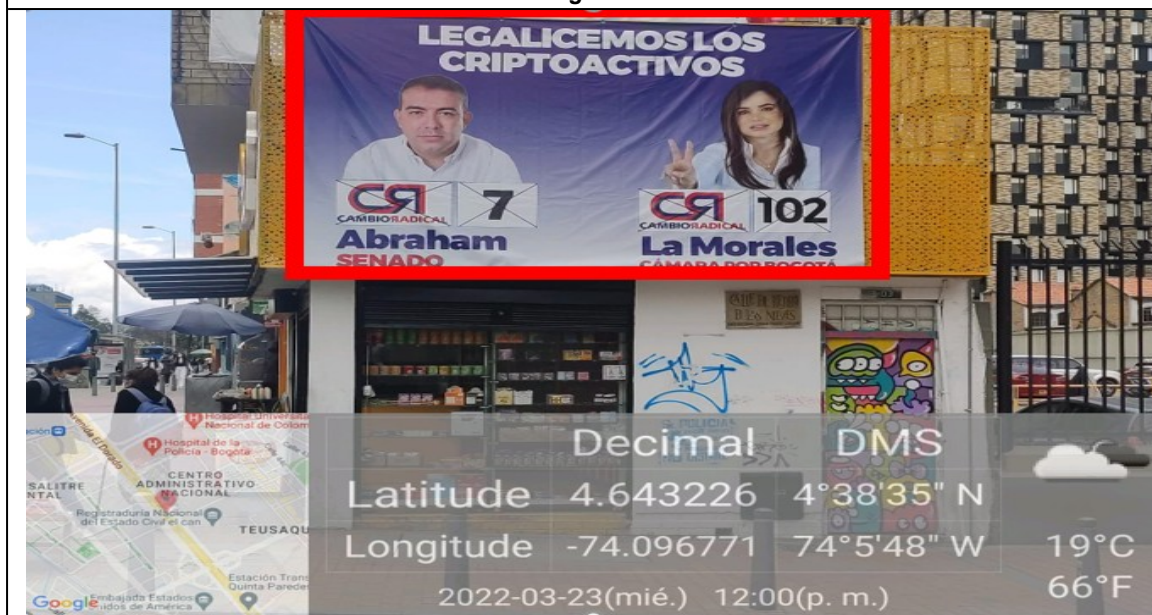 LEGALICEMOS LOS
CRIPTOACTIVOS
CR 7
CAMBIO RADICAL
Abraham
SENADO
CR 102
CAMBIO RADICAL
La Morales
CÁMARA POR BOGOTÁ
Hospital Universita
Nacional de Colom
Hospital de la
Policía - Bogotá
CENTRO
ADMINISTRATIVO
NACIONAL
SALITRE
NTAL
Registraduría Nacional
del Estado Civil el can
TEUSAQU
Estación Trans
Quinta Parede
Embajada Estados
Unidos de América
Google
Decimal DMS
Latitude 4.643226 4°38'35" N
Longitude -74.096771 74°5'48" W
2022-03-23(mié.) 12:00(p. m.)
19°C
66°F